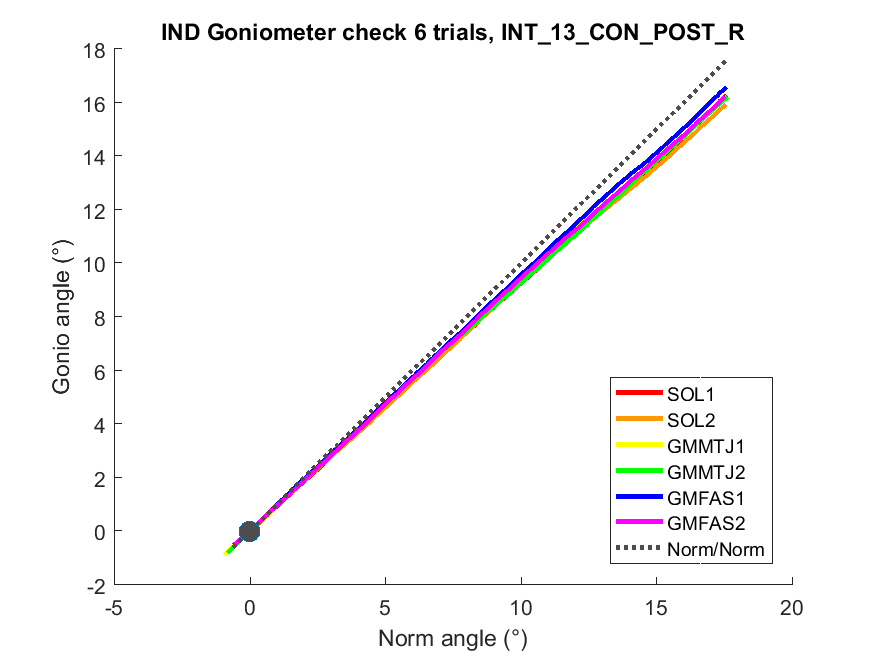 IND Goniometer check 6 trials, INT_13_CON_POST_R
18
16
14
12
10
8
6
4
2
0
-2
Gonio angle (°)
SOL1
SOL2
GMMTJ1
GMMTJ2
GMFAS1
GMFAS2
Norm/Norm
-5 0 5 10 15 20
Norm angle (°)